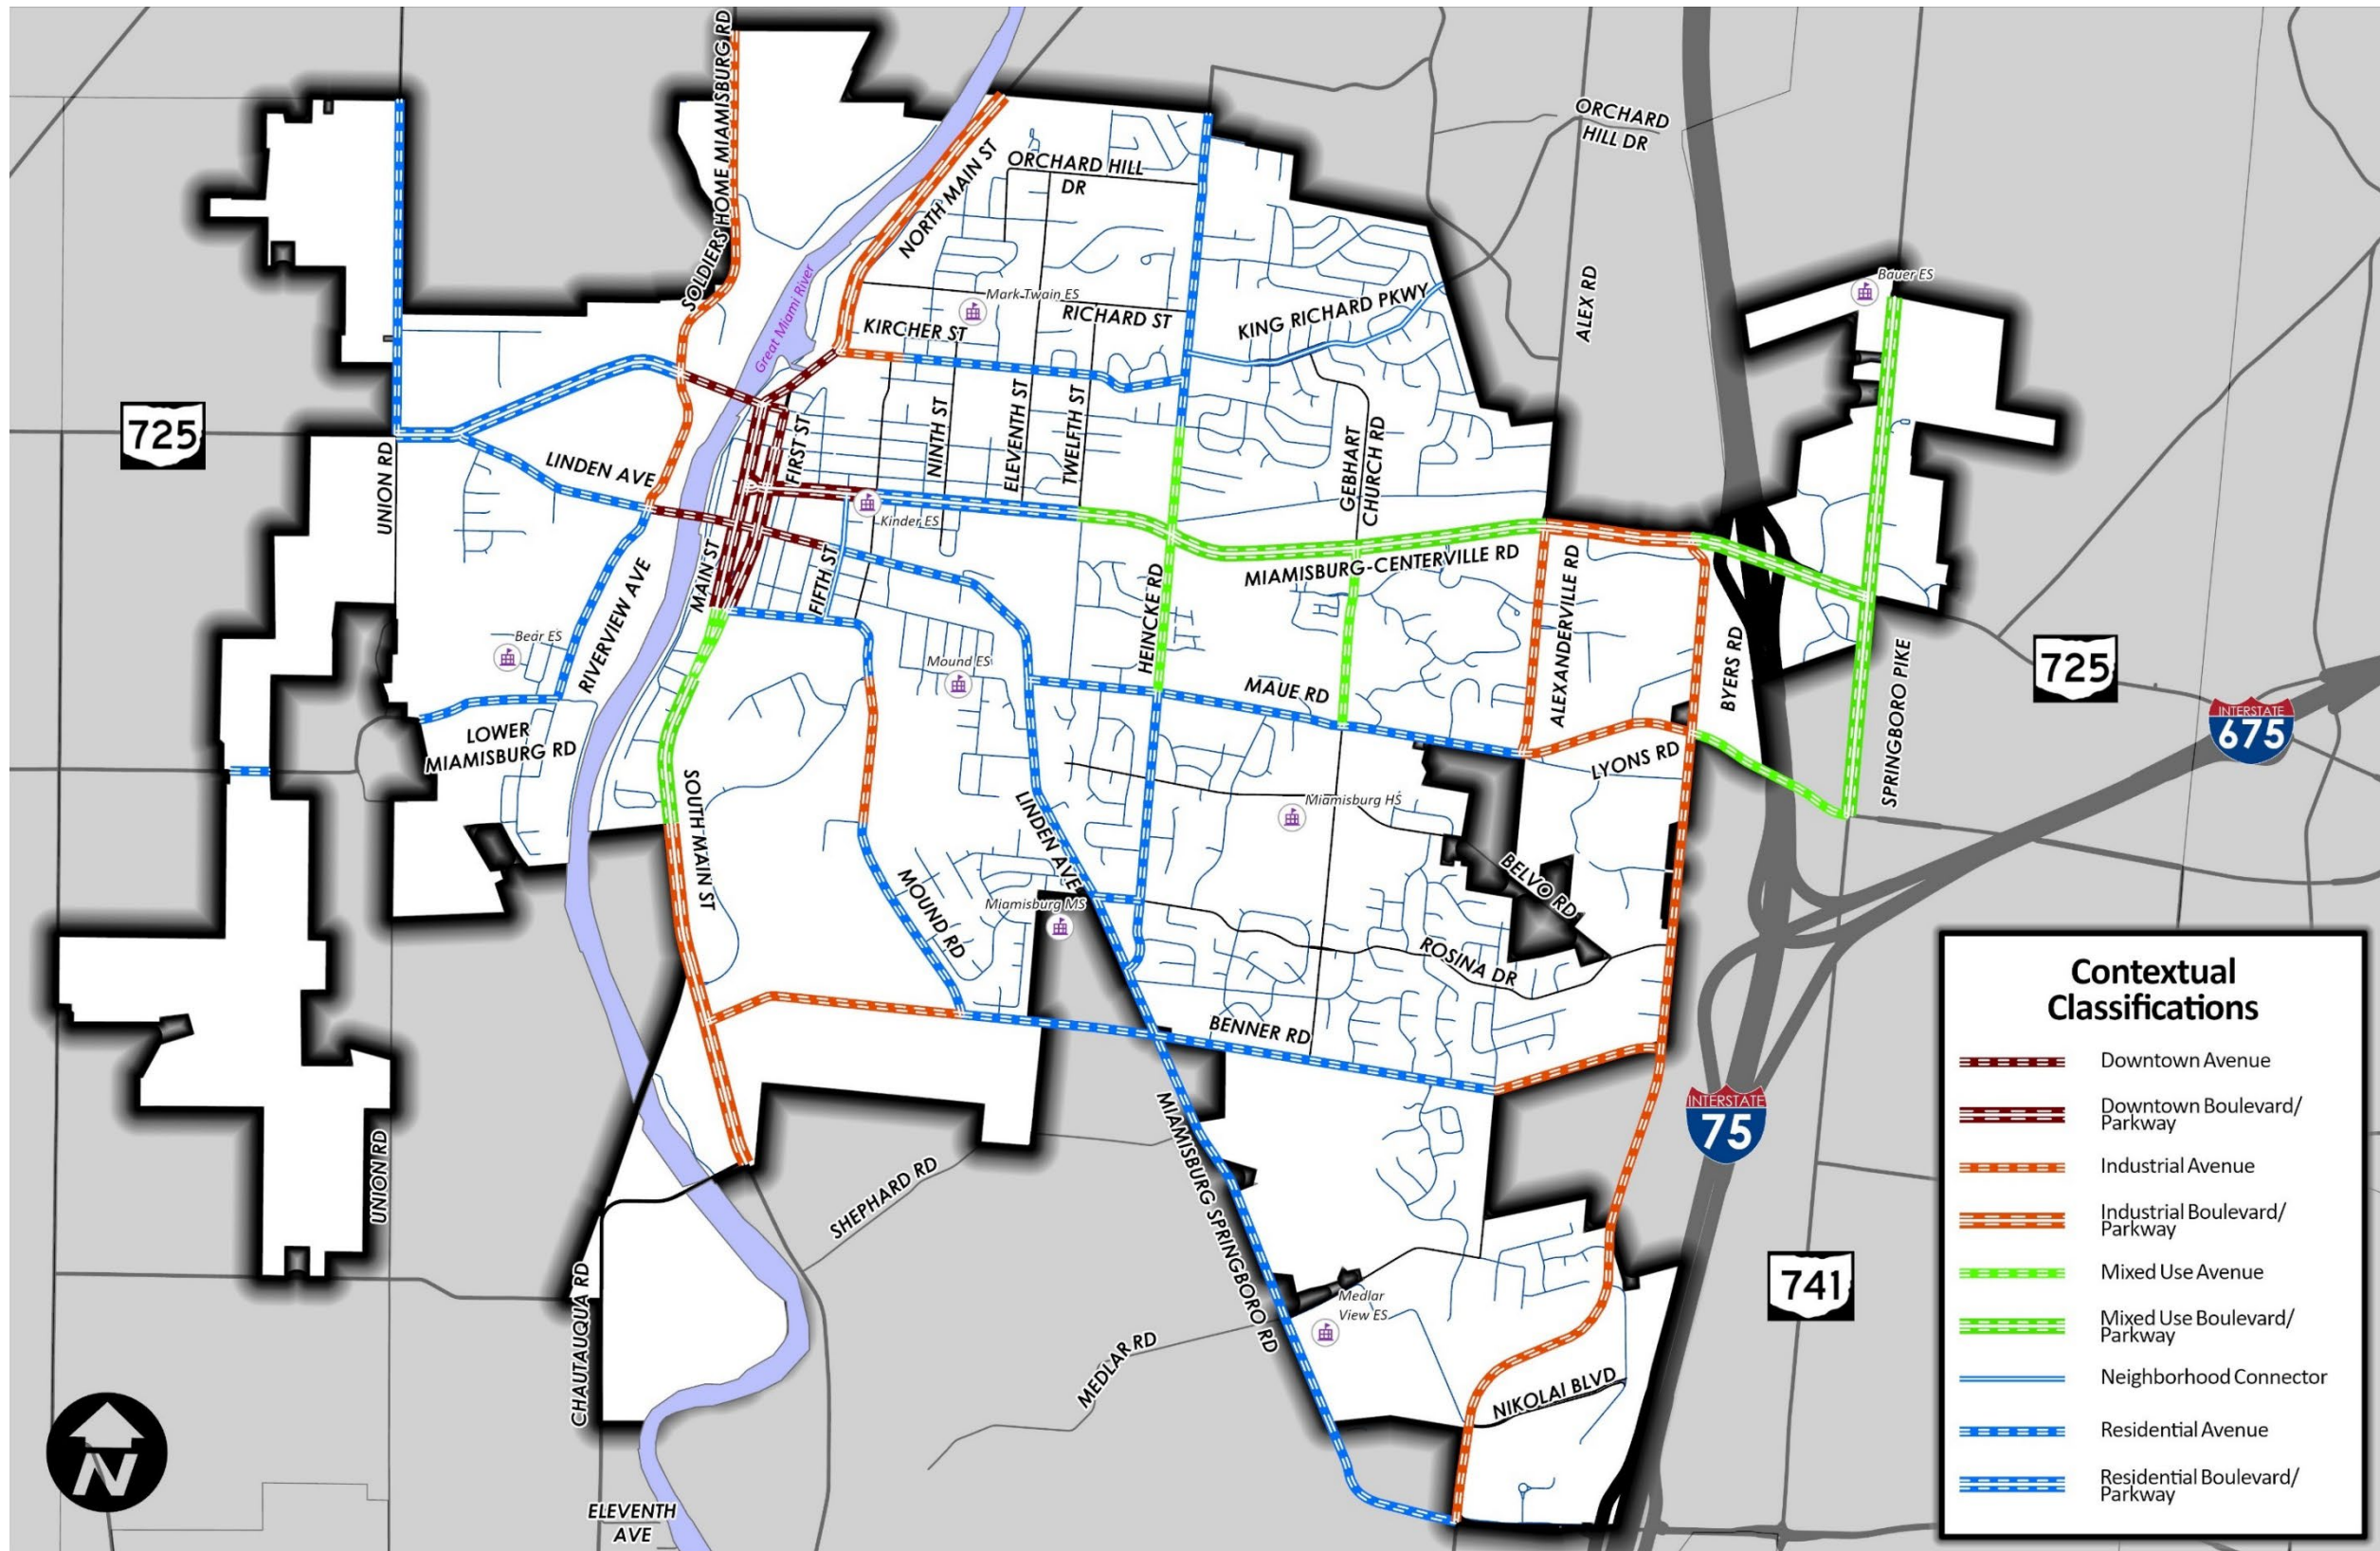 SOLDIERS HOME MIAMISBURG RD
ORCHARD
HILL DR
ORCHARD HILL
DR
NORTH MAIN ST
Great Miami River
Bauer ES
Mark Twain ES
RICHARD ST
KING RICHARD PKWY
ALEX RD
KIRCHER ST
725
UNION RD
LINDEN AVE
FIRST ST
NINTH ST
ELEVENTH ST
TWELFTH ST
GEBHART
CHURCH RD
Kinder ES
MAIN ST
FIFTH ST
MIAMISBURG-CENTERVILLE RD
HEINCKE RD
ALEXANDERVILLE RD
BYERS RD
SPRINGBORO PIKE
725
INTERSTATE
675
Bear ES
RIVERVIEW AVE
Mound ES
MAUE RD
LOWER
MIAMISBURG RD
LYONS RD
SOUTH MAIN ST
LINDEN AVE
Miamisburg HS
BELVO RD
MOUND RD
Miamisburg MS
ROSINA DR
BENNER RD
INTERSTATE
75
UNION RD
SHEPHARD RD
MIAMISBURG SPRINGBORO RD
CHAUTAUQUA RD
Medlar
View ES
MEDLAR RD
NIKOLAI BLVD
741
ELEVENTH
AVE
N
Contextual
Classifications
Downtown Avenue
Downtown Boulevard/
Parkway
Industrial Avenue
Industrial Boulevard/
Parkway
Mixed Use Avenue
Mixed Use Boulevard/
Parkway
Neighborhood Connector
Residential Avenue
Residential Boulevard/
Parkway